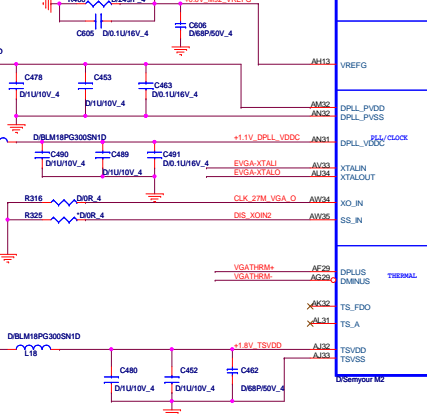 C606
C605 D/0.1U/16V_4
D/68P/50V_4
AH13 VREFG
C478 C453 C463
D/1U/10V_4 D/0.1U/16V_4
D/1U/10V_4
AM32 DPLL_PVDD
AN32 DPLL_PVSS
PLL/CLOCK
D/BLM18PG300SN1D +1.1V_DPLL_VDDC AN31 DPLL_VDDC
C490 C489 C491
D/1U/10V_4 D/0.1U/16V_4
D/1U/10V_4
EVGA-XTALI AV33 XTALIN
EVGA-XTALO AU34 XTALOUT
R316 D/0R_4 CLK_27M_VGA_O AW34 XO_IN
R325 *D/0R_4 DIS_XOIN2 AW35 SS_IN
VGATHRM+ AF29 DPLUS
THERMAL
VGATHRM- AG29 DMINUS
AK32 TS_FDO
AL31 TS_A
D/BLM18PG300SN1D
L18
+1.8V_TSVDD AJ32 TSVDD
AJ33 TSVSS
C480 C452 C462
D/Semyour M2
D/1U/10V_4 D/1U/10V_4 D/68P/50V_4